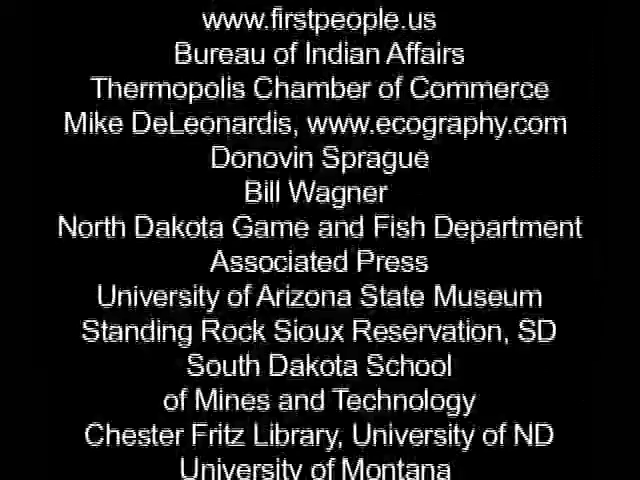 www.firstpeople.us
Bureau of Indian Affairs
Thermopolis Chamber of Commerce
Mike DeLeonardis, www.ecography.com
Donovin Sprague
Bill Wagner
North Dakota Game and Fish Department
Associated Press
University of Arizona State Museum
Standing Rock Sioux Reservation, SD
South Dakota School
of Mines and Technology
Chester Fritz Library, University of ND
University of Montana